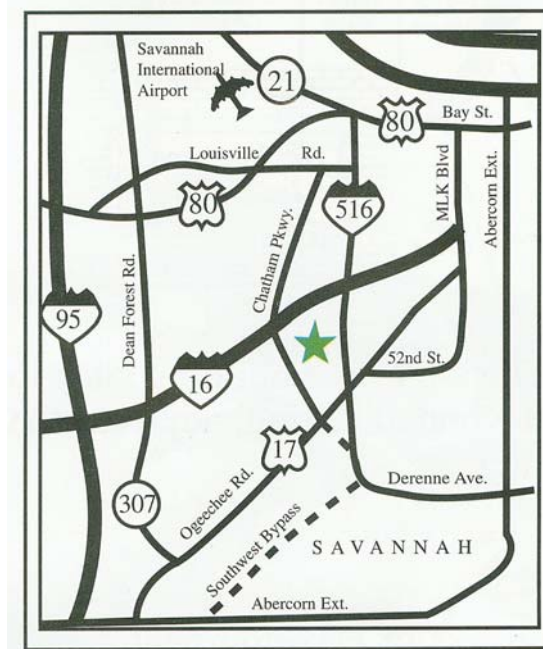 Savannah
International
Airport
21
80
Bay St.
Louisville Rd.
80
516
MLK Blvd
Abercorn Ext.
Chatham Pkwy.
Dean Forest Rd.
95
16
52nd St.
17
307
Ogeechee Rd.
Derenne Ave.
Southwest Bypass
SAVANNAH
Abercorn Ext.